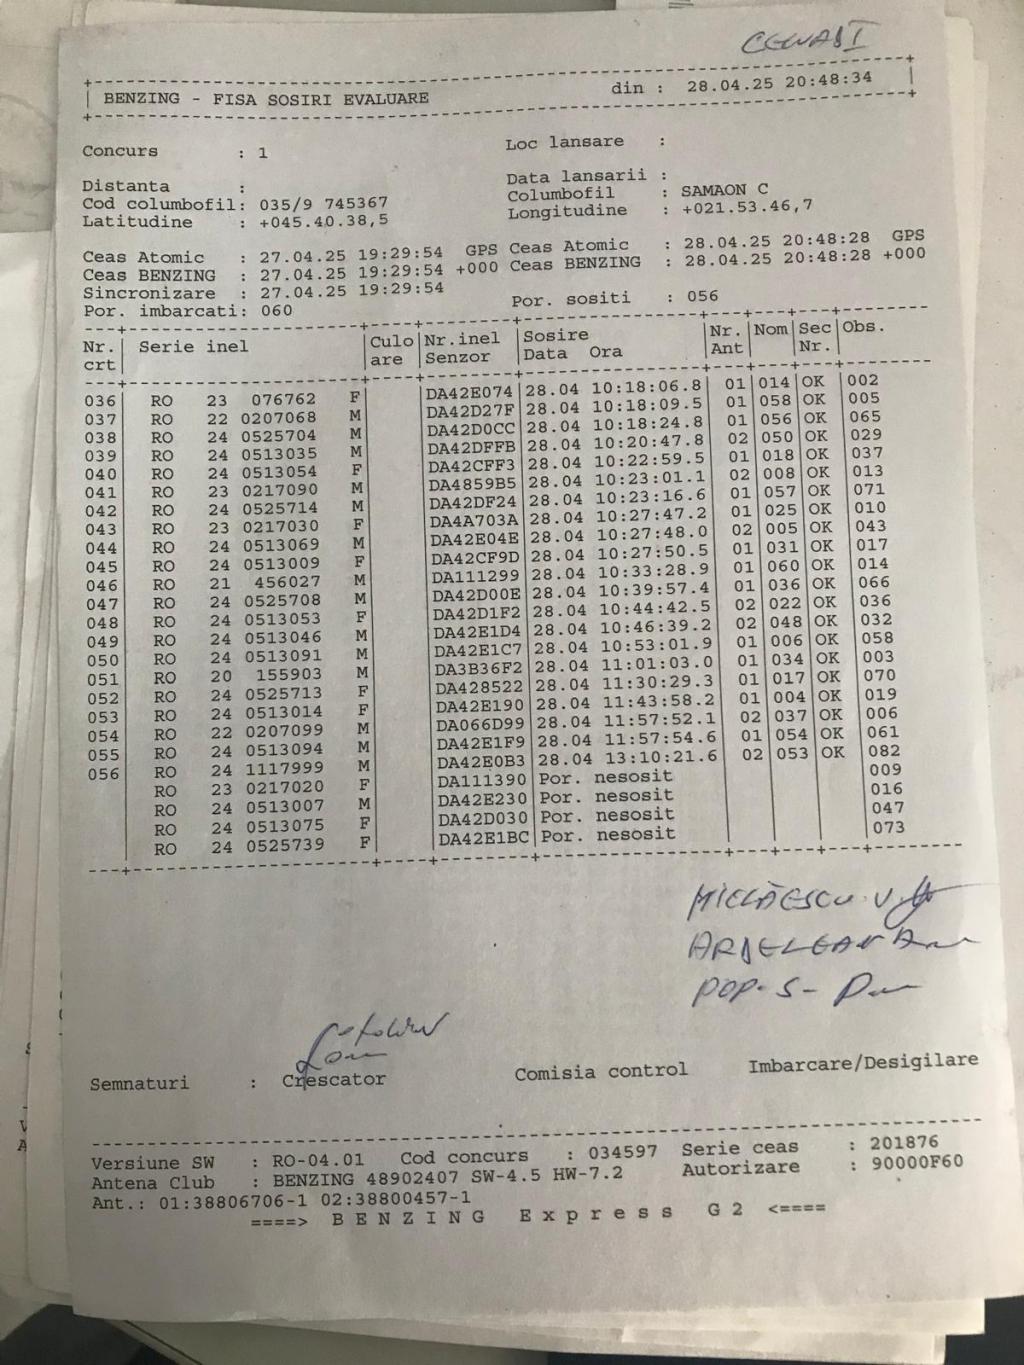 CENAD I
BENZING - FISA SOSIRI EVALUARE din : 28.04.25 20:48:34
Concurs : 1 Loc lansare :
Distanta : Data lansarii :
Cod columbofil: 035/9 745367 Columbofil : SAMAON C
Latitudine : +045.40.38,5 Longitudine : +021.53.46,7
Ceas Atomic : 27.04.25 19:29:54 GPS Ceas Atomic : 28.04.25 20:48:28 GPS
Ceas BENZING : 27.04.25 19:29:54 +000 Ceas BENZING : 28.04.25 20:48:28 +000
Sincronizare : 27.04.25 19:29:54
Por. imbarcati: 060 Por. sositi : 056
Nr. Serie inel Culo Nr.inel Sosire Nr. Nom Sec Obs.
crt are Senzor Data Ora Ant Nr.
036 RO 23 076762 F DA42E074 28.04 10:18:06.8 01 014 OK 002
037 RO 22 0207068 M DA42D27F 28.04 10:18:09.5 01 058 OK 005
038 RO 24 0525704 M DA42D0CC 28.04 10:18:24.8 01 056 OK 065
039 RO 24 0513035 M DA42DFFB 28.04 10:20:47.8 02 050 OK 029
040 RO 24 0513054 F DA42CFF3 28.04 10:22:59.5 01 018 OK 037
041 RO 23 0217090 M DA4859B5 28.04 10:23:01.1 02 008 OK 013
042 RO 24 0525714 M DA42DF24 28.04 10:23:16.6 01 057 OK 071
043 RO 23 0217030 F DA4A703A 28.04 10:27:47.2 01 025 OK 010
044 RO 24 0513069 M DA42E04E 28.04 10:27:48.0 02 005 OK 043
045 RO 24 0513009 F DA42CF9D 28.04 10:27:50.5 01 031 OK 017
046 RO 21 456027 M DA111299 28.04 10:33:28.9 01 060 OK 014
047 RO 24 0525708 M DA42D00E 28.04 10:39:57.4 01 036 OK 066
048 RO 24 0513053 F DA42D1F2 28.04 10:44:42.5 02 022 OK 036
049 RO 24 0513046 M DA42E1D4 28.04 10:46:39.2 02 048 OK 032
050 RO 24 0513091 M DA42E1C7 28.04 10:53:01.9 01 006 OK 058
051 RO 20 155903 M DA3B36F2 28.04 11:01:03.0 01 034 OK 003
052 RO 24 0525713 F DA428522 28.04 11:30:29.3 01 017 OK 070
053 RO 24 0513014 F DA42E190 28.04 11:43:58.2 01 004 OK 019
054 RO 22 0207099 M DA066D99 28.04 11:57:52.1 02 037 OK 006
055 RO 24 0513094 M DA42E1F9 28.04 11:57:54.6 01 054 OK 061
056 RO 24 1117999 M DA42E0B3 28.04 13:10:21.6 02 053 OK 082
RO 23 0217020 F DA111390 Por. nesosit 009
RO 24 0513007 M DA42E230 Por. nesosit 016
RO 24 0513075 F DA42D030 Por. nesosit 047
RO 24 0525739 F DA42E1BC Por. nesosit 073
ARDELEAN
POP. S-
Semnaturi : Crescator Comisia control Imbarcare/Desigilare
Versiune SW : RO-04.01 Cod concurs : 034597 Serie ceas : 201876
Antena Club : BENZING 48902407 SW-4.5 HW-7.2 Autorizare : 90000F60
Ant.: 01:38806706-1 02:38800457-1
====> B E N Z I N G E x p r e s s G 2 <====